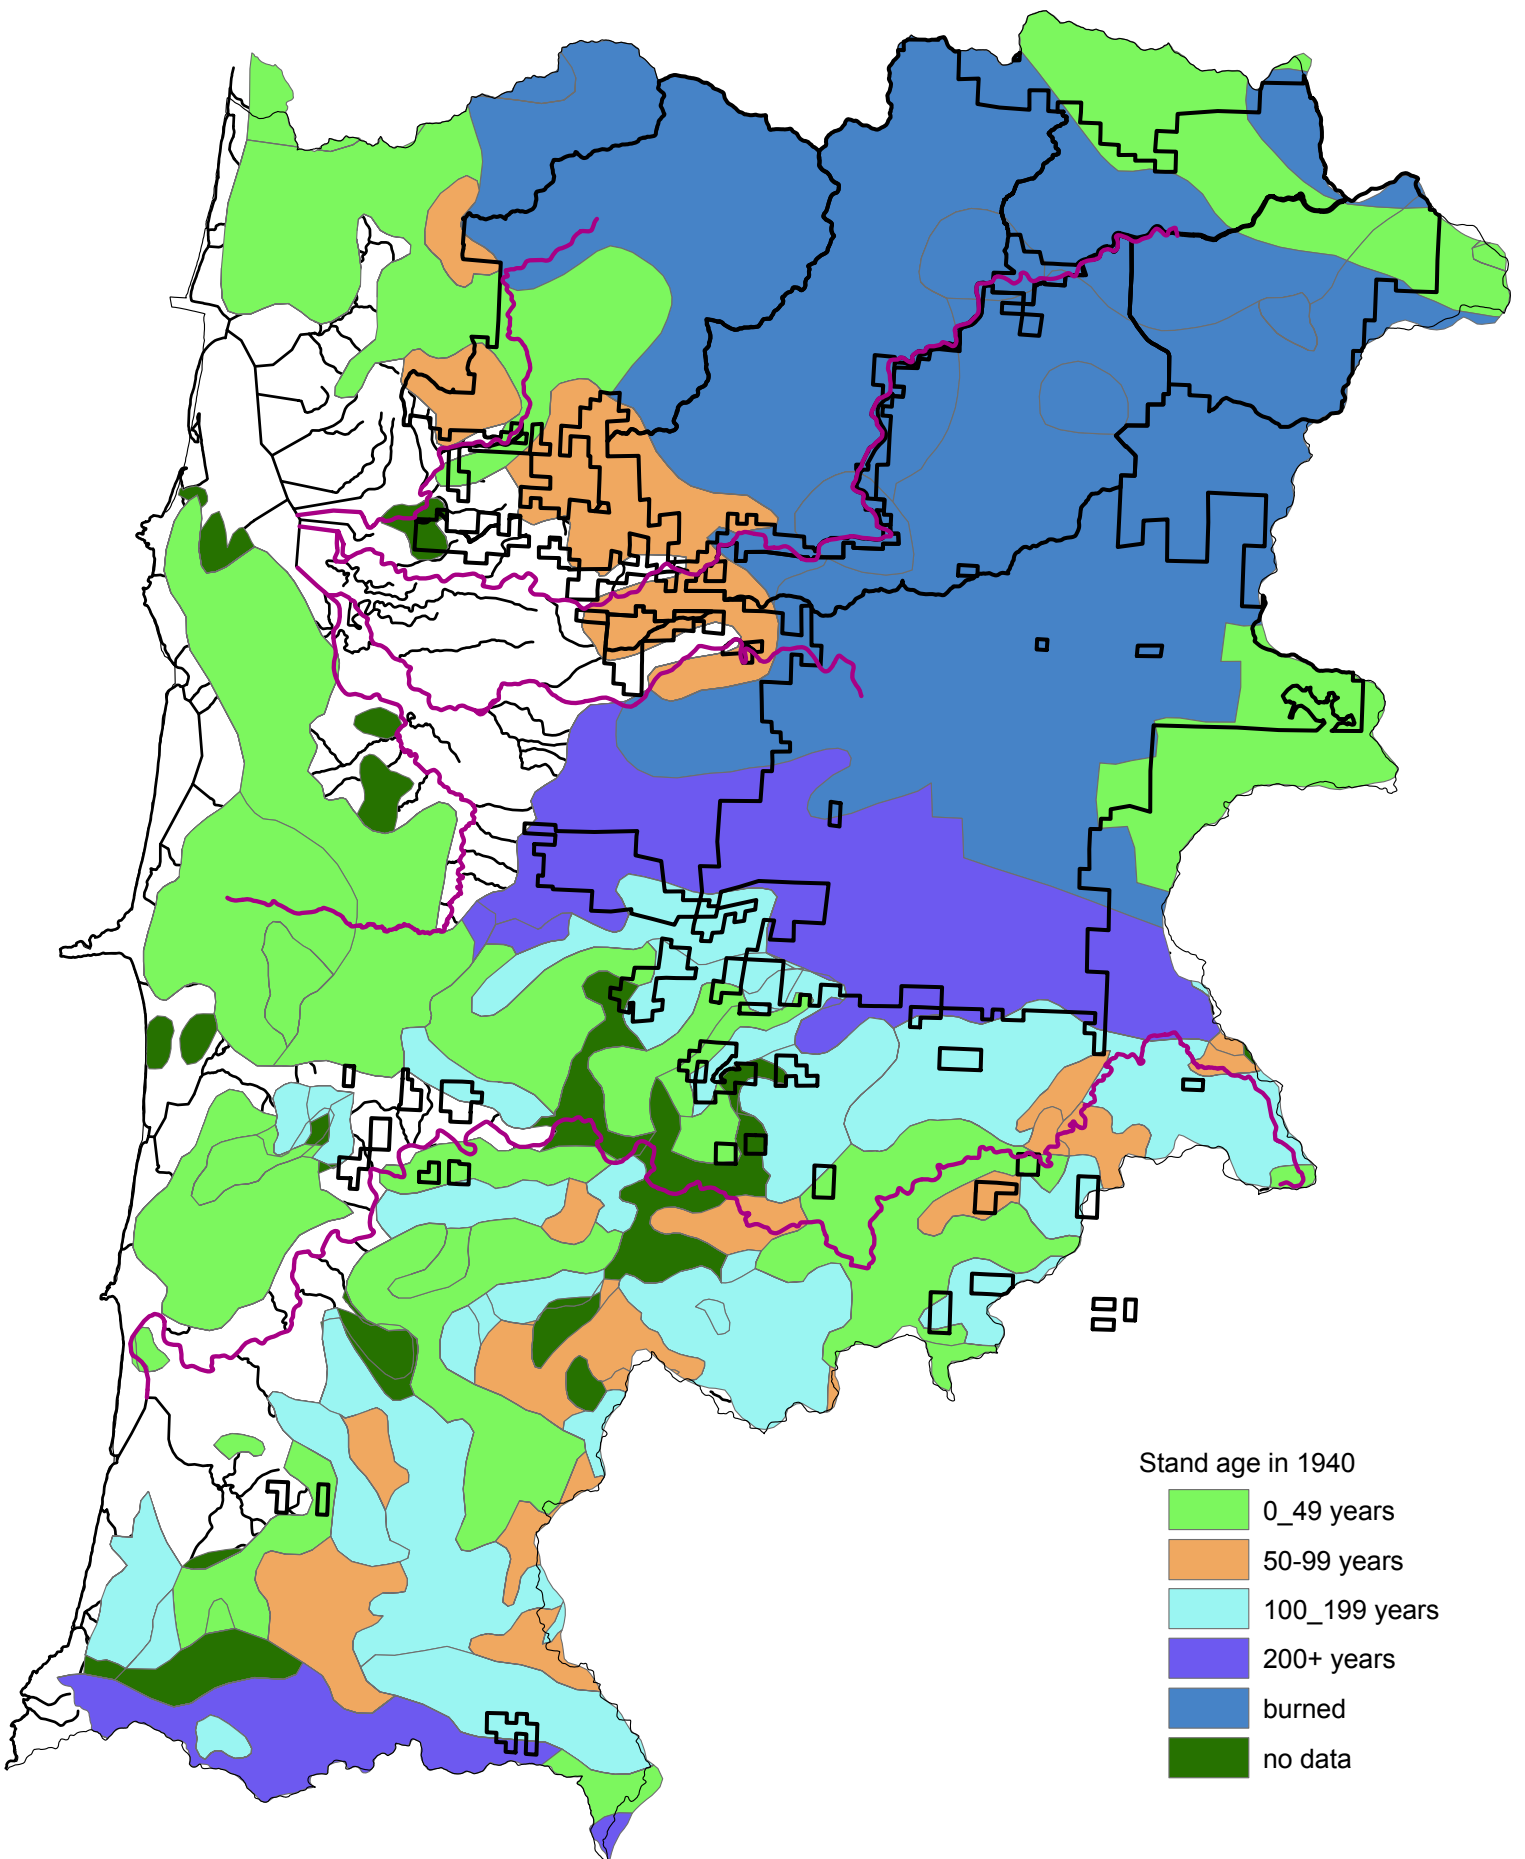 Stand age in 1940
0_49 years
50-99 years
100_199 years
200+ years
burned
no data